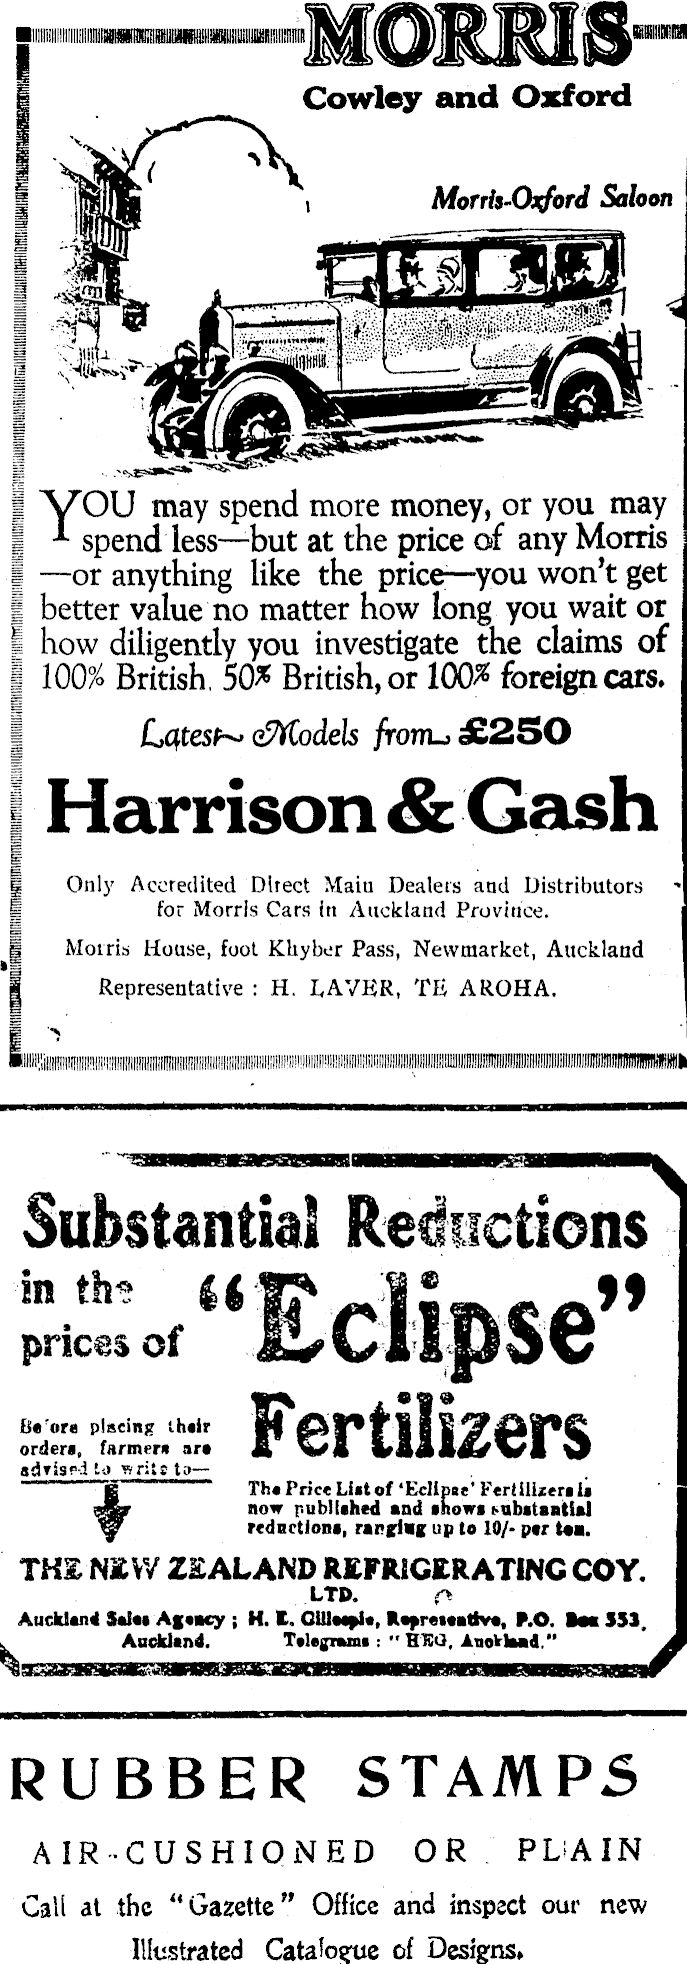 MORRIS
Cowley and Oxford
Morris-Oxford Saloon
YOU may spend more money, or you may
spend less—but at the price of any Morris
—or anything like the price—you won't get
better value no matter how long you wait or
how diligently you investigate the claims of
100% British, 50% British, or 100% foreign cars.
Latest Models from £250
Harrison & Gash
Only Accredited Direct Main Dealers and Distributors
for Morris Cars in Auckland Province.
Morris House, foot Khyber Pass, Newmarket, Auckland
Representative : H. LAVER, TE AROHA.
Substantial Reductions
in the
prices of
"Eclipse"
Fertilizers
Before placing their
orders, farmers are
advised to write to—
The Price List of 'Eclipse' Fertilizers is
now published and shows substantial
reductions, ranging up to 10/- per ton.
THE NEW ZEALAND REFRIGERATING COY.
LTD.
Auckland Sales Agency ; H. E. Gillespie, Representive, P.O. Box 553,
Auckland. Telegrams : "HEG, Auckland."
RUBBER STAMPS
AIR-CUSHIONED OR PLAIN
Call at the "Gazette" Office and inspect our new
Illustrated Catalogue of Designs.